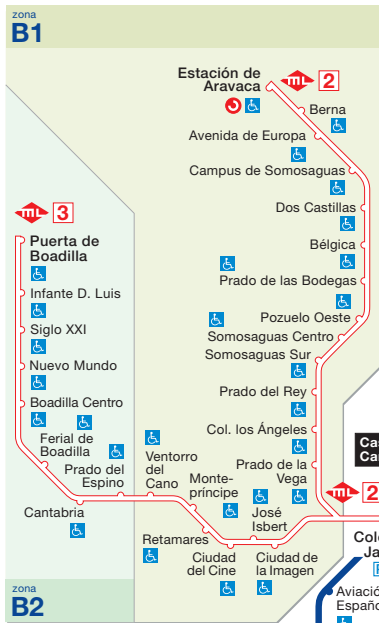 zona
B1
Estación de
Aravaca
ML 2
Berna
Avenida de Europa
Campus de Somosaguas
Dos Castillas
Bélgica
Prado de las Bodegas
Pozuelo Oeste
Somosaguas Centro
Somosaguas Sur
Prado del Rey
Col. los Ángeles
Prado de la
Vega
ML 3
Puerta de
Boadilla
Infante D. Luis
Siglo XXI
Nuevo Mundo
Boadilla Centro
Ferial de
Boadilla
Prado del
Espino
Cantabria
Ventorro
del
Cano
Monte-
príncipe
Retamares
Ciudad
del Cine
José
Ibert
Ciudad de
la Imagen
ML 2
Aviació
Españo
zona
B2